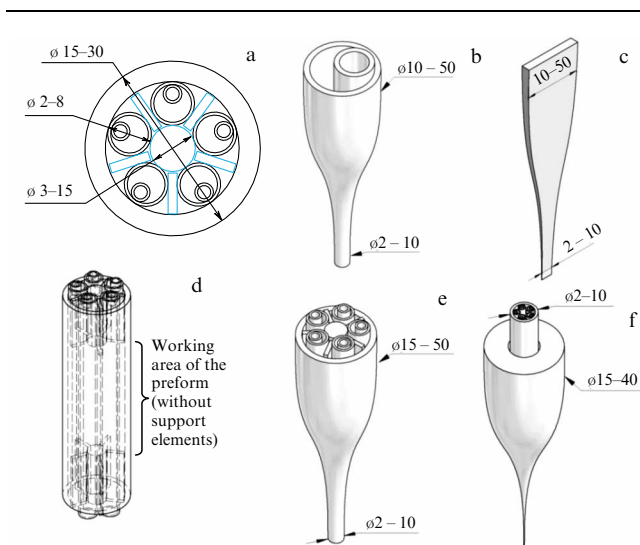 a
ø 15–30
ø 2–8
ø 3–15
b
ø10 – 50
ø2 – 10
c
10–50
2 – 10
d
Working
area of the
preform
(without
support
elements)
e
ø15 – 50
ø2 – 10
f
ø2–10
ø15–40